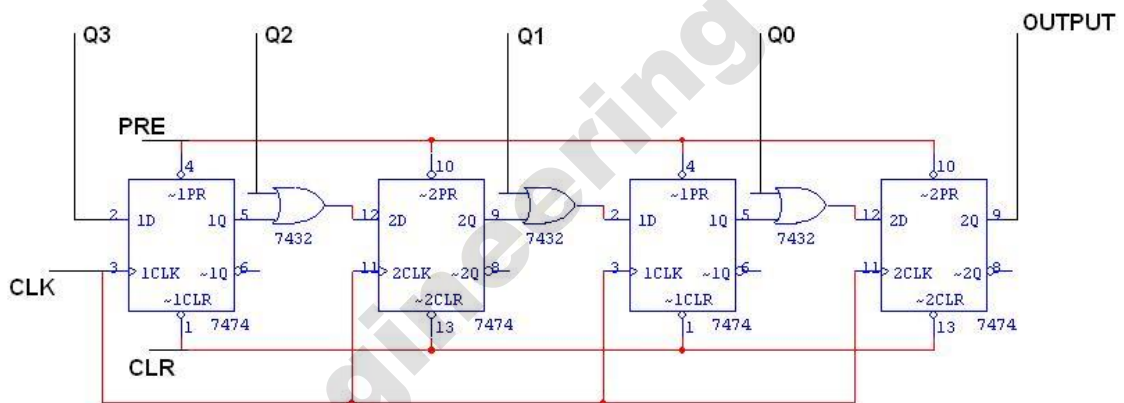 Q3 Q2 Q1 Q0 OUTPUT
PRE
4 10 4 10
~1PR ~2PR ~1PR ~2PR
2 1D 1Q 5 12 2D 2Q 9 2 1D 1Q 5 12 2D 2Q 9
7432 7432 7432
3 1CLK ~1Q 6 11 2CLK ~2Q 8 3 1CLK ~1Q 6 11 2CLK ~2Q 8
CLK
~1CLR ~2CLR ~1CLR ~2CLR
1 7474 13 7474 1 7474 13 7474
CLR
gineering